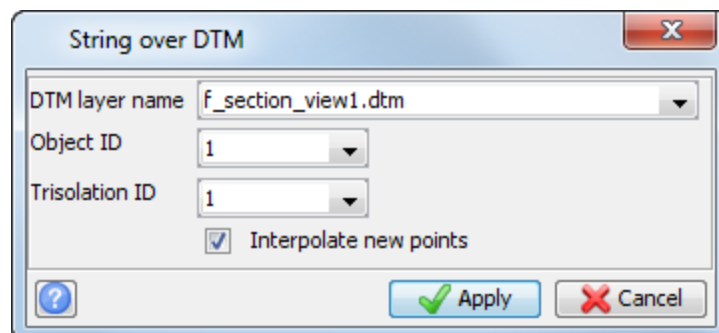 String over DTM
DTM layer name f_section_view1.dtm
Object ID 1
Trisolation ID 1
Interpolate new points
? Apply Cancel